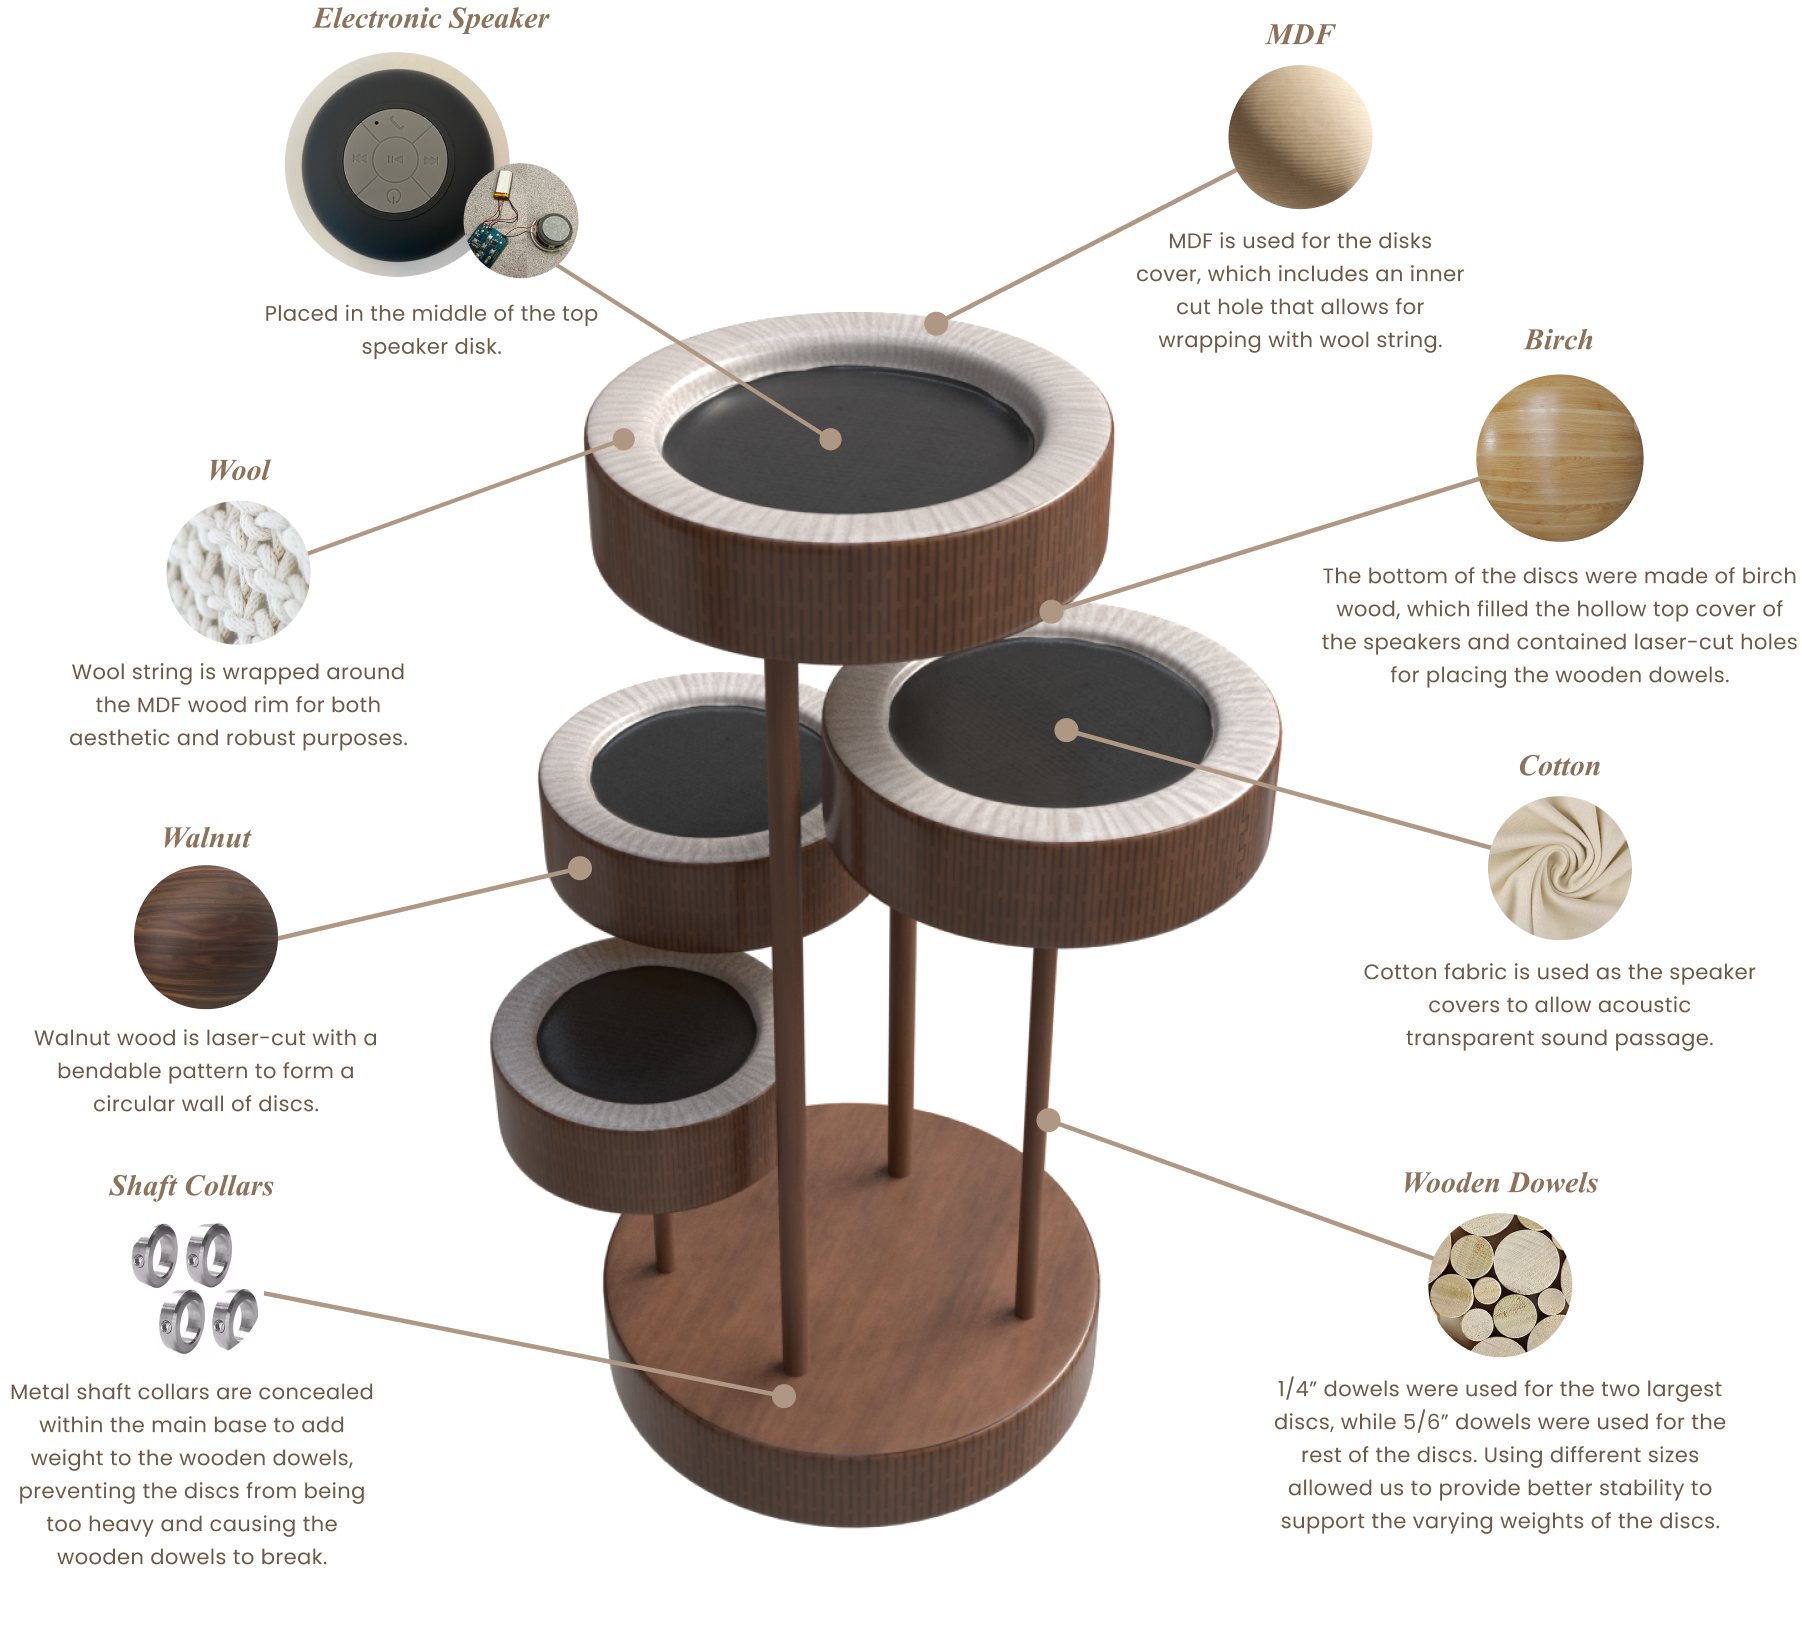 Electronic Speaker
Placed in the middle of the top
speaker disk.
MDF
MDF is used for the disks
cover, which includes an inner
cut hole that allows for
wrapping with wool string.
Birch
The bottom of the discs were made of birch
wood, which filled the hollow top cover of
the speakers and contained laser-cut holes
for placing the wooden dowels.
Wool
Wool string is wrapped around
the MDF wood rim for both
aesthetic and robust purposes.
Cotton
Cotton fabric is used as the speaker
covers to allow acoustic
transparent sound passage.
Walnut
Walnut wood is laser-cut with a
bendable pattern to form a
circular wall of discs.
Shaft Collars
Metal shaft collars are concealed
within the main base to add
weight to the wooden dowels,
preventing the discs from being
too heavy and causing the
wooden dowels to break.
Wooden Dowels
1/4” dowels were used for the two largest
discs, while 5/6” dowels were used for the
rest of the discs. Using different sizes
allowed us to provide better stability to
support the varying weights of the discs.